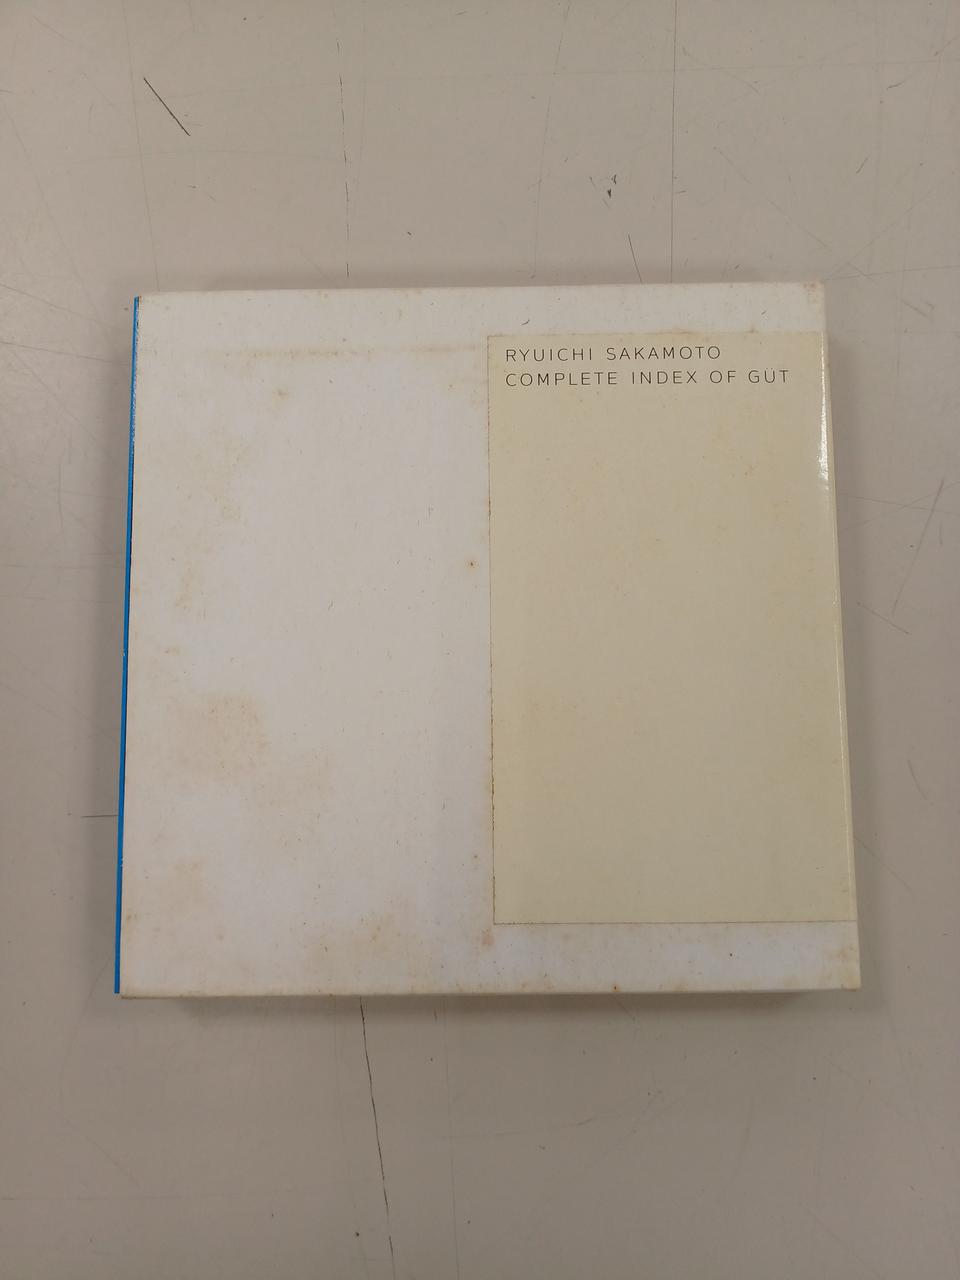 RYUICHI SAKAMOTO
COMPLETE INDEX OF GÜT